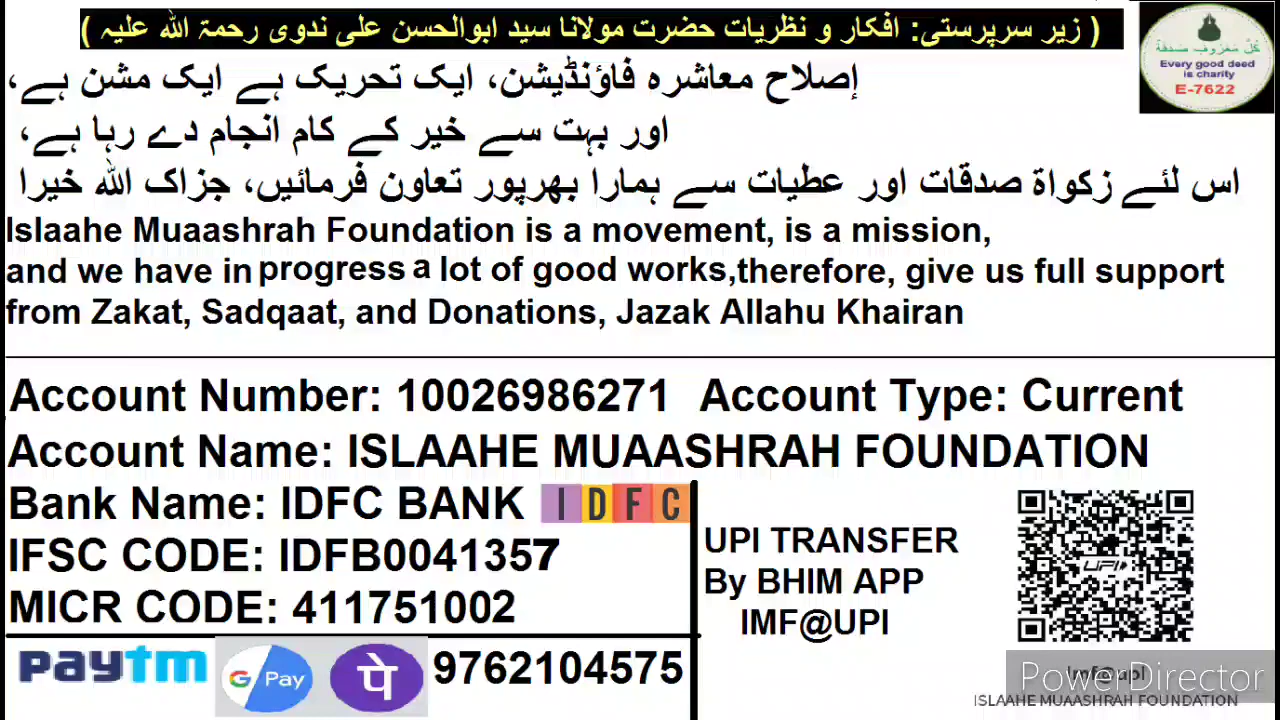 ( زیر سرپرستی: افکار و نظریات حضرت مولانا سید ابوالحسن علی ندوی رحمۃ اللہ علیہ )
كل معروف صدقة
Every good deed
is charity
E-7622
إصلاح معاشرہ فاؤنڈیشن، ایک تحریک ہے ایک مشن ہے،
اور بہت سے خیر کے کام انجام دے رہا ہے،
اس لئے زکواۃ صدقات اور عطیات سے ہمارا بھرپور تعاون فرمائیں، جزاک اللہ خیرا
Islaahe Muaashrah Foundation is a movement, is a mission,
and we have in progress a lot of good works,therefore, give us full support
from Zakat, Sadqaat, and Donations, Jazak Allahu Khairan
Account Number: 10026986271 Account Type: Current
Account Name: ISLAAHE MUAASHRAH FOUNDATION
Bank Name: IDFC BANK IDFC
IFSC CODE: IDFB0041357
MICR CODE: 411751002
UPI TRANSFER
By BHIM APP
IMF@UPI
UPI
paytm G Pay पे 9762104575
imf@upi
PowerDirector
ISLAAHE MUAASHRAH FOUNDATION